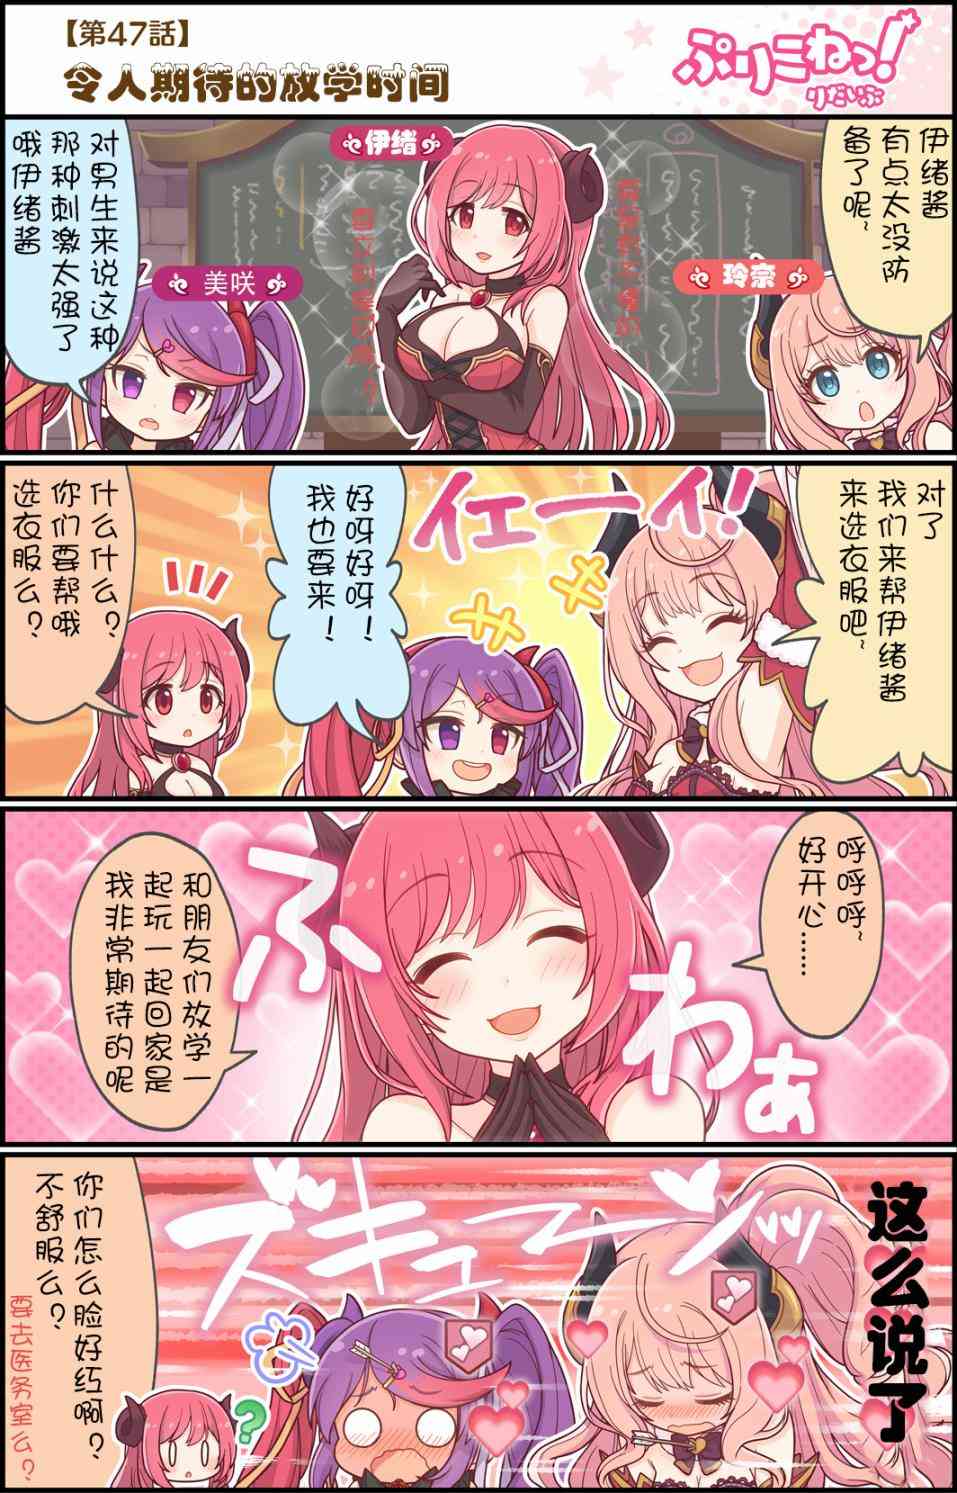 【第47話】
令人期待的放学时间
ぷりこねっ!
りだいぶ
伊绪酱
有点太没防
备了呢~
伊绪
玲奈
美咲
对男生来说这种
那种刺激太强了
哦伊绪酱
对了
我们来帮伊绪酱
来选衣服吧~
イェーイ!
好呀好呀!
我也要来!
什么什么?
你们要帮哦
选衣服么?
呼呼呼~
好开心……
ふ
わぁ
和朋友们放学一
起玩一起回家是
我非常期待的呢
这么说了
ズキューーンッ
你们怎么脸好红啊?
不舒服么?
要去医务室么?
?